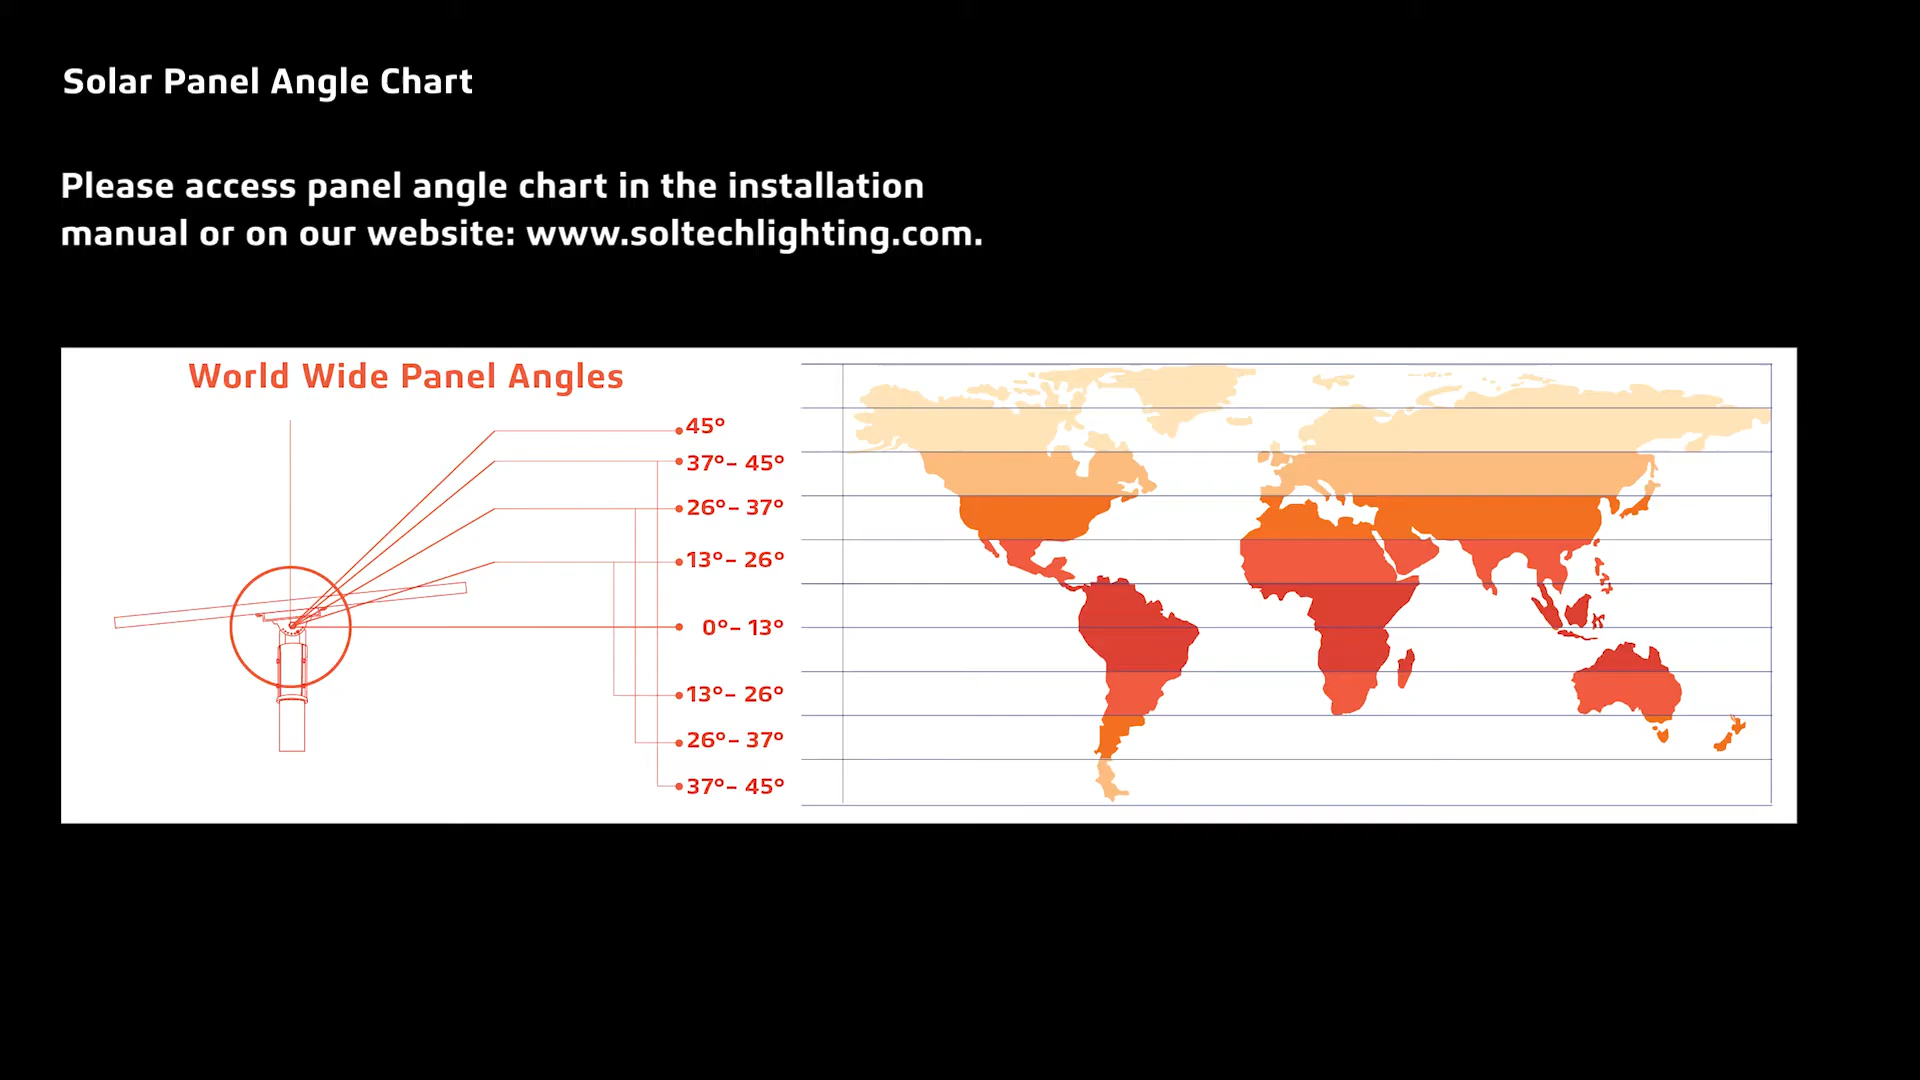 Solar Panel Angle Chart
Please access panel angle chart in the installation
manual or on our website: www.soltechlighting.com.
World Wide Panel Angles
45°
37°– 45°
26°– 37°
13°– 26°
0°– 13°
13°– 26°
26°– 37°
37°– 45°